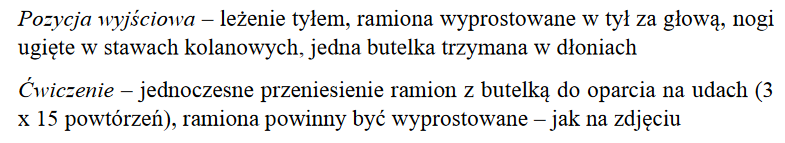 Pozycja wyjściowa – leżenie tyłem, ramiona wyprostowane w tył za głową, nogi
ugięte w stawach kolanowych, jedna butelka trzymana w dłoniach
Ćwiczenie – jednoczesne przeniesienie ramion z butelką do oparcia na udach (3
x 15 powtórzeń), ramiona powinny być wyprostowane – jak na zdjęciu